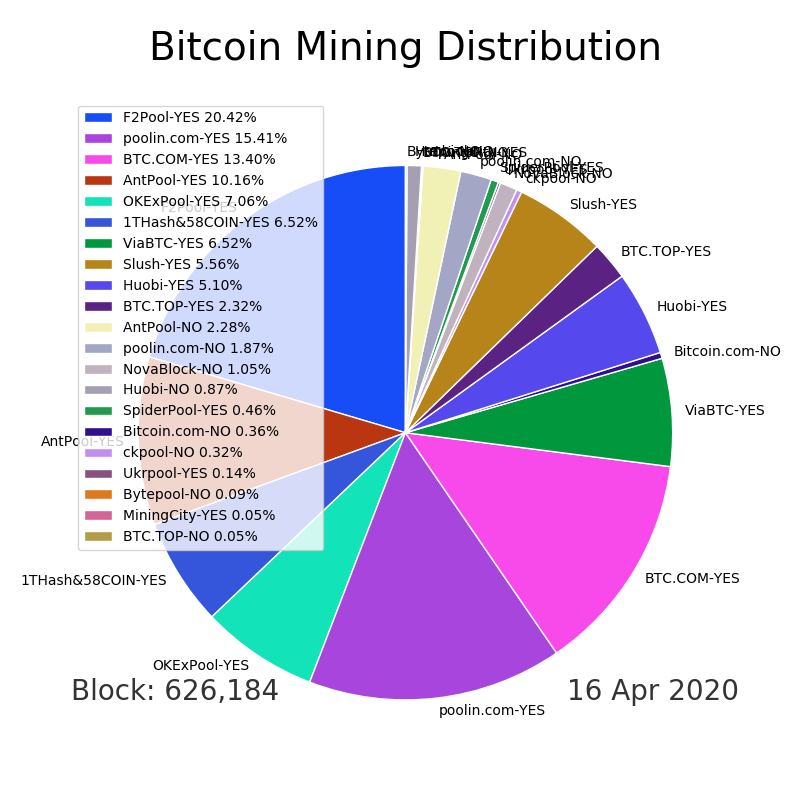 Bitcoin Mining Distribution
F2Pool-YES 20.42%
poolin.com-YES 15.41%
BTC.COM-YES 13.40%
AntPool-YES 10.16%
OKExPool-YES 7.06%
1THash&58COIN-YES 6.52%
ViaBTC-YES 6.52%
Slush-YES 5.56%
Huobi-YES 5.10%
BTC.TOP-YES 2.32%
AntPool-NO 2.28%
poolin.com-NO 1.87%
NovaBlock-NO 1.05%
Huobi-NO 0.87%
SpiderPool-YES 0.46%
Bitcoin.com-NO 0.36%
ckpool-NO 0.32%
Ukrpool-YES 0.14%
Bytepool-NO 0.09%
MiningCity-YES 0.05%
BTC.TOP-NO 0.05%
poolin.com-NO
SpiderPool-YES
NovaBlock-NO
ckpool-NO
Slush-YES
F2Pool-YES
BTC.TOP-YES
Huobi-YES
Bitcoin.com-NO
ViaBTC-YES
AntPool-YES
BTC.COM-YES
1THash&58COIN-YES
OKExPool-YES
poolin.com-YES
Block: 626,184
16 Apr 2020